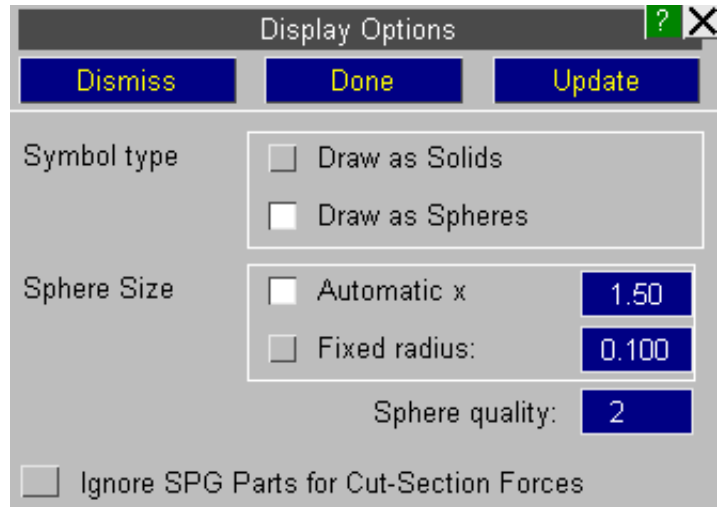 Display Options ? X
Dismiss Done Update
Symbol type Draw as Solids
Draw as Spheres
Sphere Size Automatic x 1.50
Fixed radius: 0.100
Sphere quality: 2
Ignore SPG Parts for Cut-Section Forces